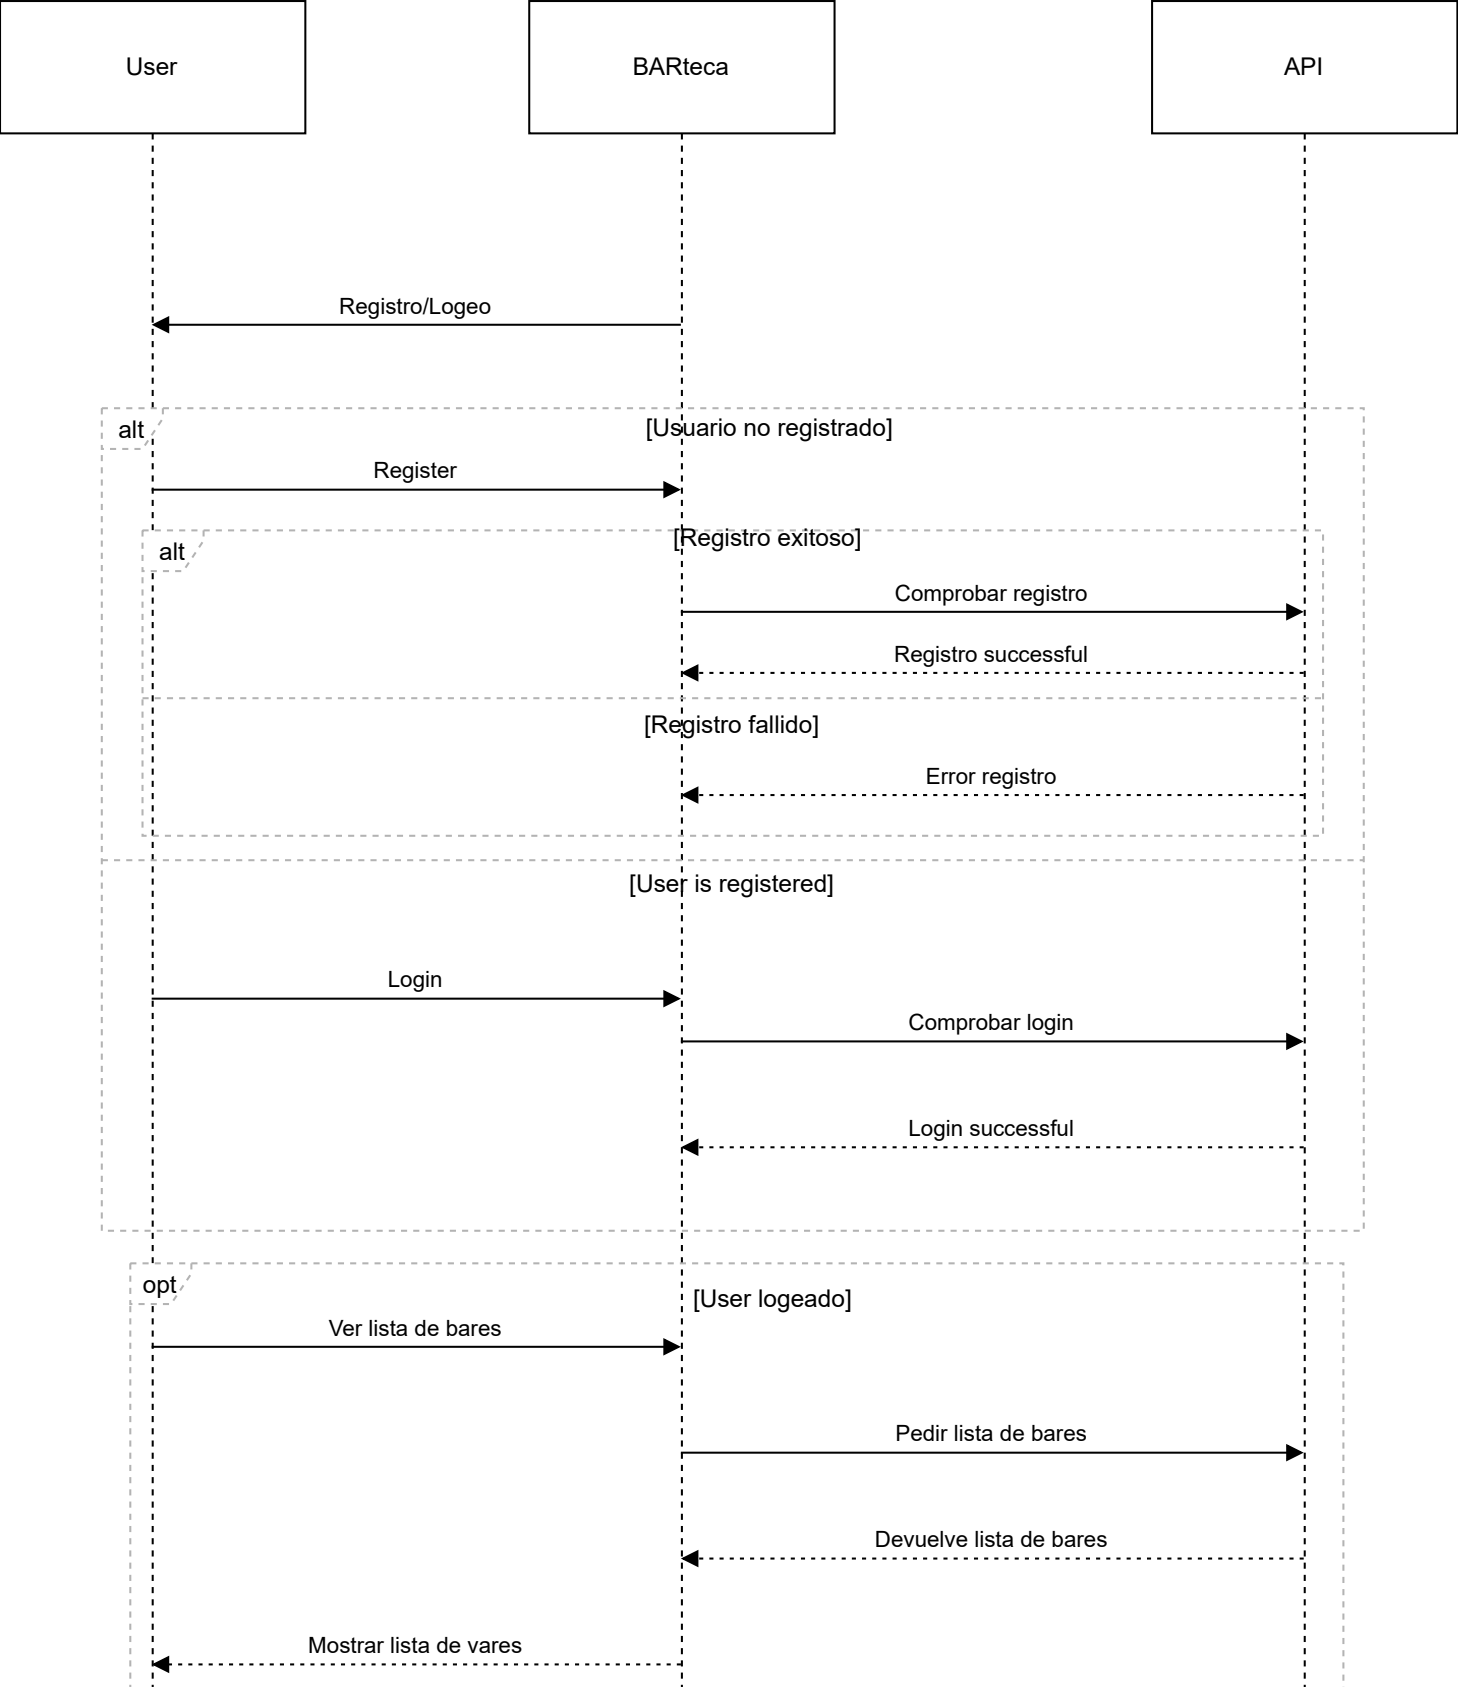 User
BARteca
API
Registro/Logeo
alt
[Usuario no registrado]
Register
alt
[Registro exitoso]
Comprobar registro
Registro successful
[Registro fallido]
Error registro
[User is registered]
Login
Comprobar login
Login successful
opt
[User logeado]
Ver lista de bares
Pedir lista de bares
Devuelve lista de bares
Mostrar lista de vares